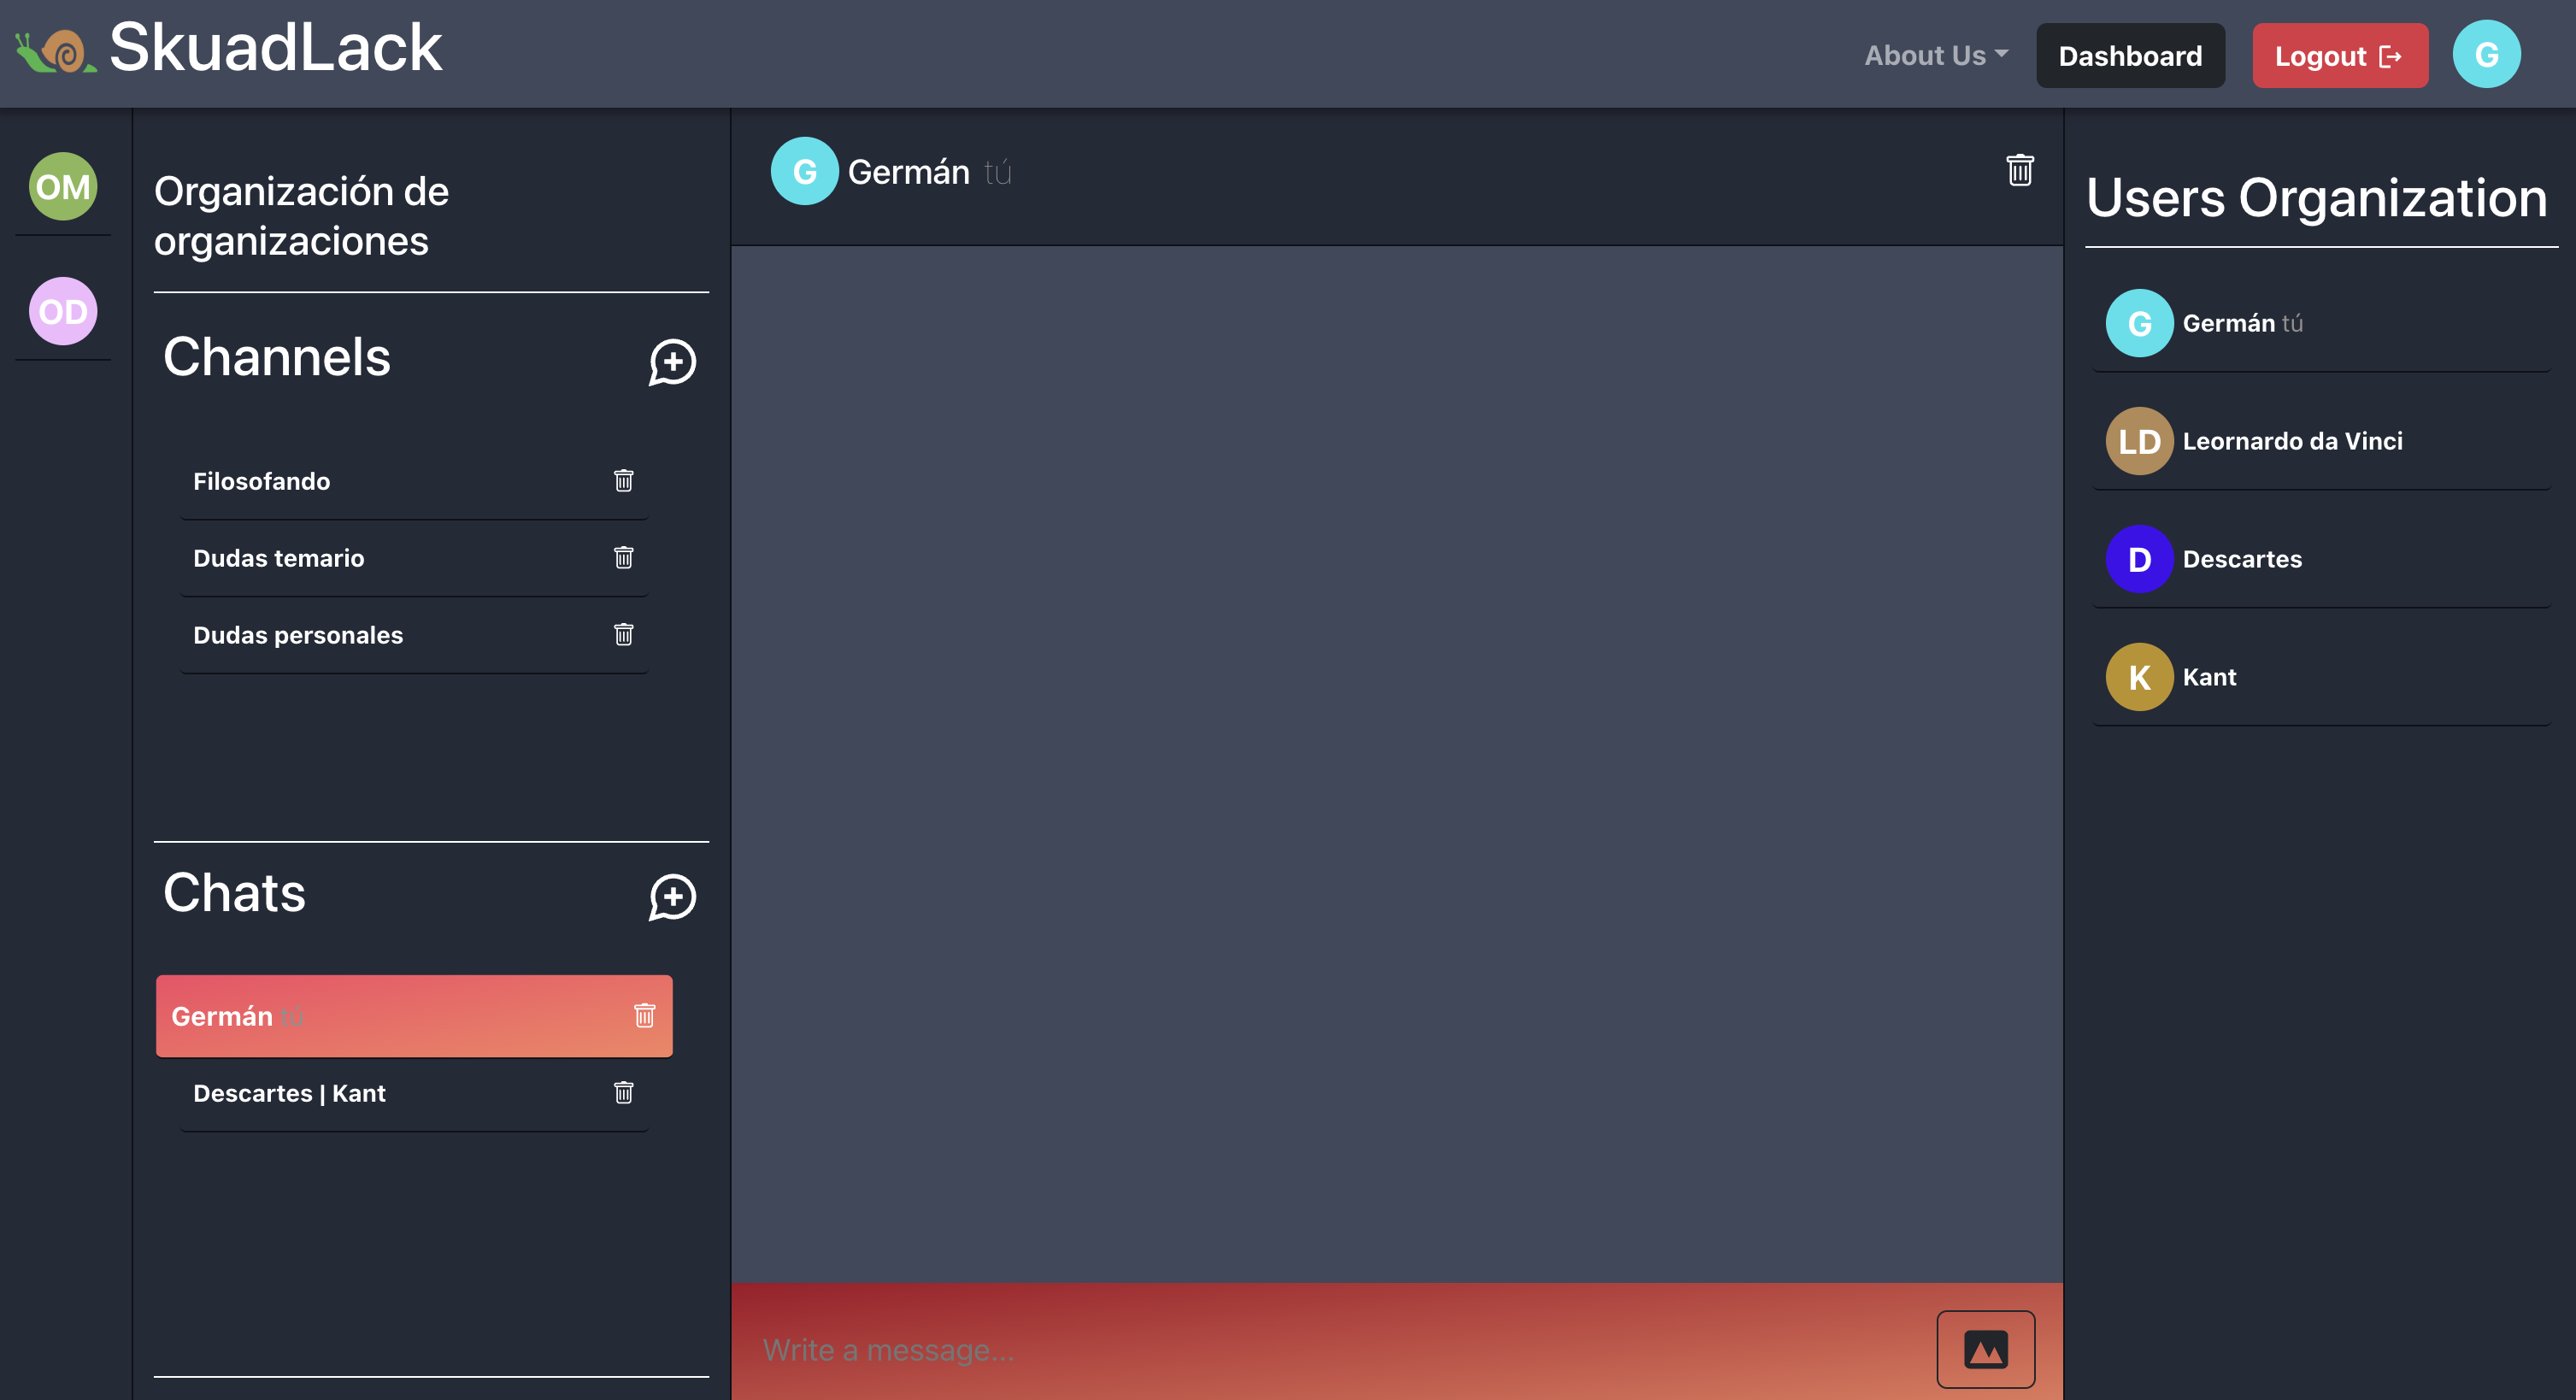 SkuadLack
About Us
Dashboard
Logout
G
OM
OD
Organización de
organizaciones
Channels
Filosofando
Dudas temario
Dudas personales
Chats
Germán tú
Descartes | Kant
G Germán tú
Write a message...
Users Organization
G Germán tú
LD Leornardo da Vinci
D Descartes
K Kant